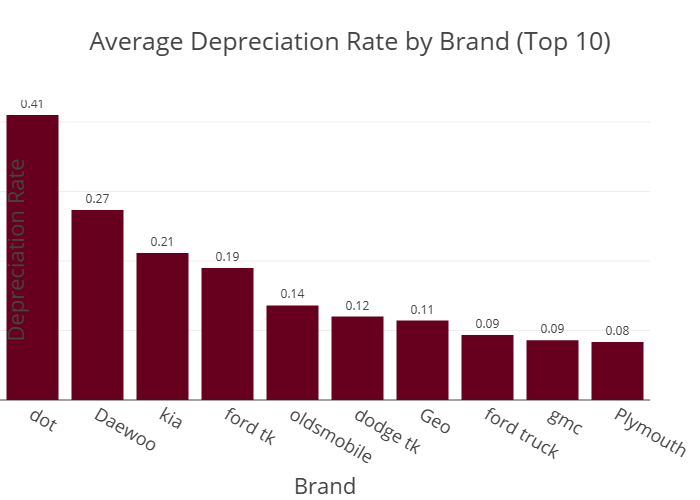 Average Depreciation Rate by Brand (Top 10)
0.41
0.27
0.21
0.19
0.14
0.12
0.11
0.09
0.09
0.08
Depreciation Rate
dot
Daewoo
kia
ford tk
oldsmobile
dodge tk
Geo
ford truck
gmc
Plymouth
Brand